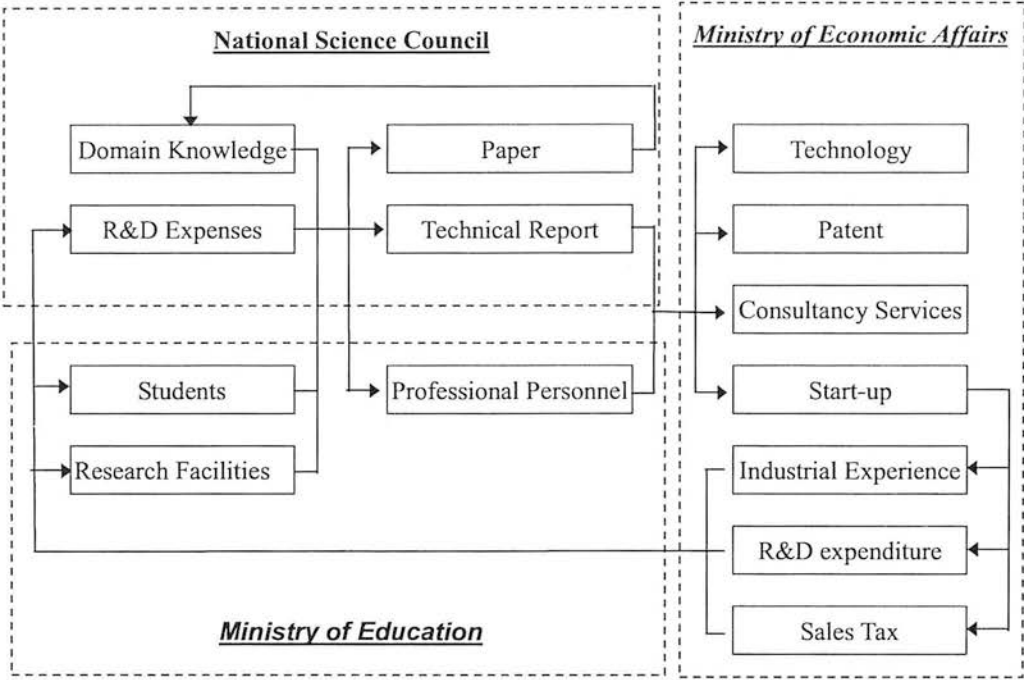 National Science Council
Domain Knowledge
Paper
R&D Expenses
Technical Report
Students
Professional Personnel
Research Facilities
Ministry of Education
Ministry of Economic Affairs
Technology
Patent
Consultancy Services
Start-up
Industrial Experience
R&D expenditure
Sales Tax